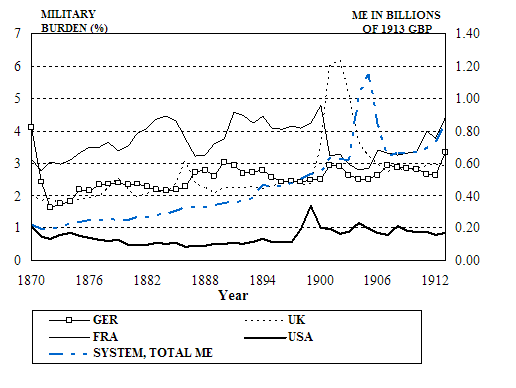 MILITARY
BURDEN (%)
ME IN BILLIONS
OF 1913 GBP
7
6
5
4
3
2
1
0
1.40
1.20
1.00
0.80
0.60
0.40
0.20
0.00
1870 1876 1882 1888 1894 1900 1906 1912
Year
GER UK
FRA USA
SYSTEM, TOTAL ME